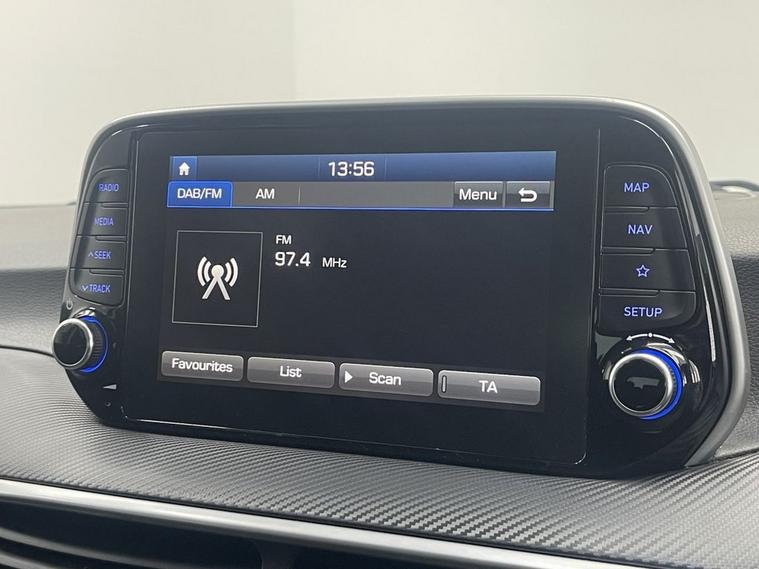 13:56
DAB/FM AM Menu
FM
97.4 MHz
Favourites List Scan TA
RADIO
MEDIA
SEEK
TRACK
MAP
NAV
SETUP